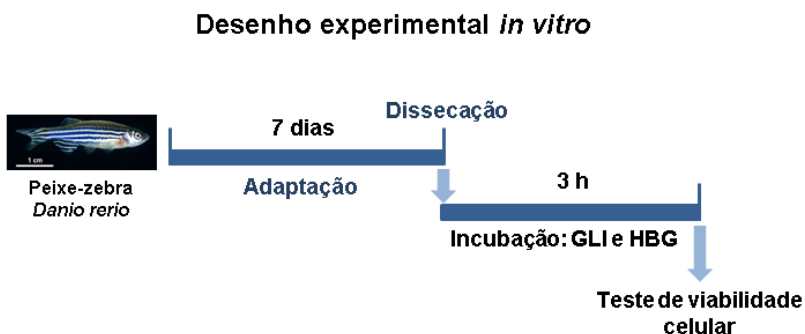 Desenho experimental in vitro
Dissecação
7 dias
1 cm
Adaptação
Peixe-zebra
Danio rerio
3 h
Incubação: GLI e HBG
Teste de viabilidade
celular